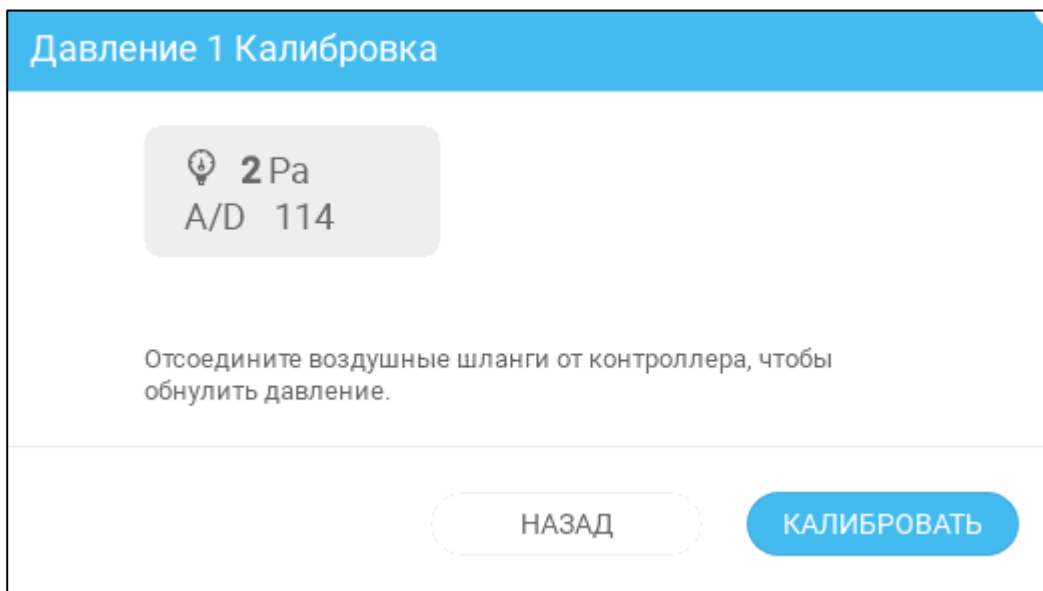 Давление 1 Калибровка
2 Pa
A/D 114
Отсоедините воздушные шланги от контроллера, чтобы
обнулить давление.
НАЗАД
КАЛИБРОВАТЬ